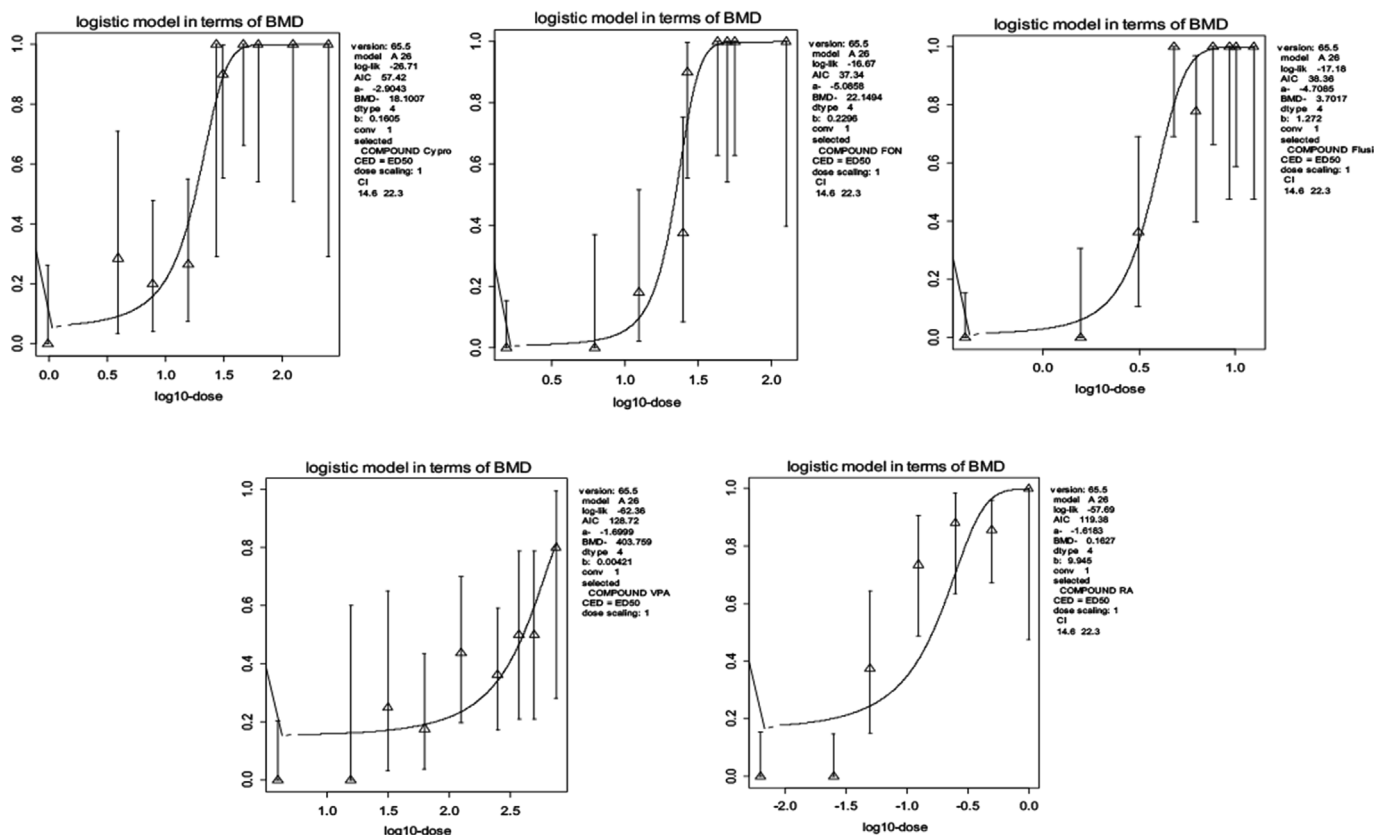 logistic model in terms of BMD
1.0
0.8
0.6
0.4
0.2
0.0
0.0 0.5 1.0 1.5 2.0
log10-dose
version: 65.5
model A 26
log-lik -26.71
AIC 57.42
a- -2.9043
BMD- 18.1007
dtype 4
b: 0.1605
conv 1
selected
COMPOUND Cypro
CED = ED50
dose scaling: 1
CI
14.6 22.3
logistic model in terms of BMD
1.0
0.8
0.6
0.4
0.2
0.0
0.5 1.0 1.5 2.0
log10-dose
version: 65.5
model A 26
log-lik -16.67
AIC 37.34
a- -5.0858
BMD- 22.1494
dtype 4
b: 0.2296
conv 1
selected
COMPOUND FON
CED = ED50
dose scaling: 1
CI
14.6 22.3
logistic model in terms of BMD
1.0
0.8
0.6
0.4
0.2
0.0
0.0 0.5 1.0
log10-dose
version: 65.5
model A 26
log-lik -17.18
AIC 38.36
a- -4.7085
BMD- 3.7017
dtype 4
b: 1.272
conv 1
selected
COMPOUND Flusi
CED = ED50
dose scaling: 1
CI
14.6 22.3
logistic model in terms of BMD
1.0
0.8
0.6
0.4
0.2
0.0
1.0 1.5 2.0 2.5
log10-dose
version: 65.5
model A 26
log-lik -62.36
AIC 128.72
a- -1.6999
BMD- 403.759
dtype 4
b: 0.00421
conv 1
selected
COMPOUND VPA
CED = ED50
dose scaling: 1
logistic model in terms of BMD
1.0
0.8
0.6
0.4
0.2
0.0
-2.0 -1.5 -1.0 -0.5 0.0
log10-dose
version: 65.5
model A 26
log-lik -57.69
AIC 119.38
a- -1.6183
BMD- 0.1627
dtype 4
b: 9.945
conv 1
selected
COMPOUND RA
CED = ED50
dose scaling: 1
CI
14.6 22.3